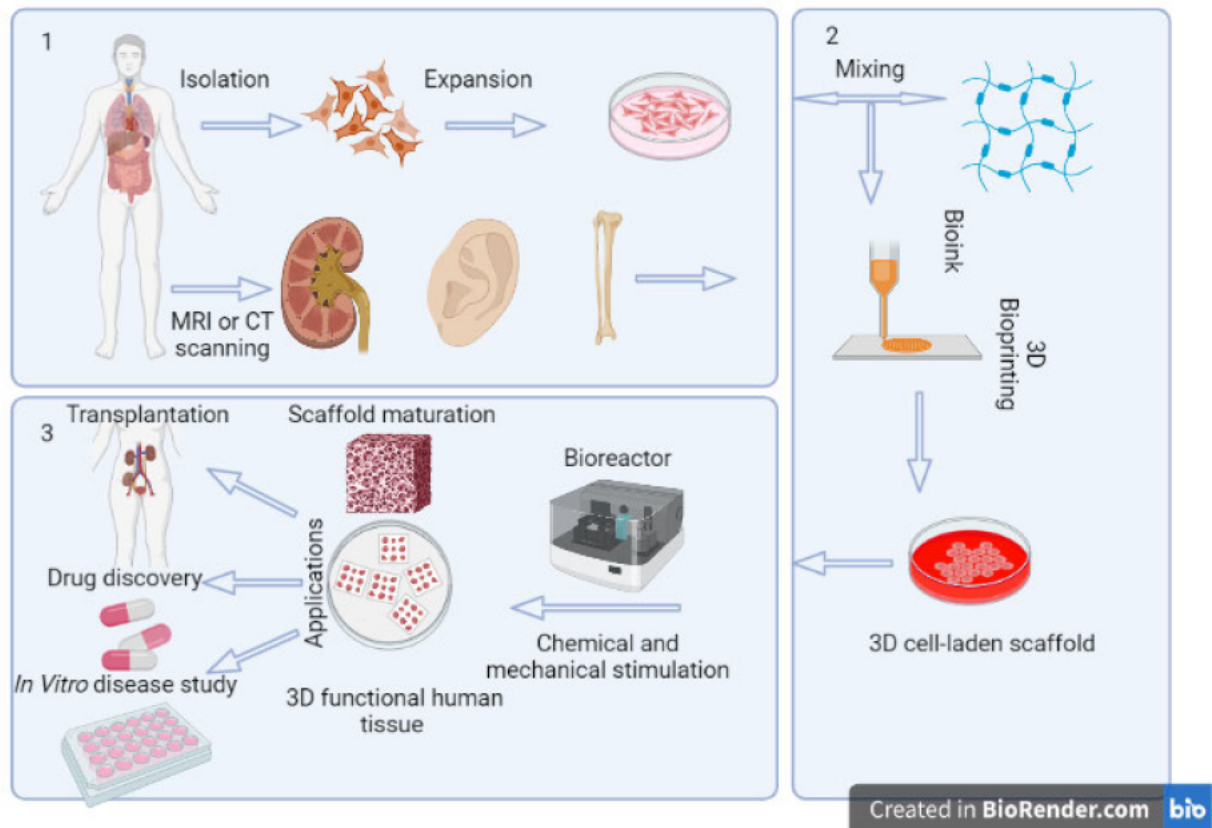 1
Isolation
Expansion
MRI or CT
scanning
2
Mixing
Bioink
3D
Bioprinting
3D cell-laden scaffold
3
Transplantation
Scaffold maturation
Bioreactor
Applications
Drug discovery
Chemical and
mechanical stimulation
In Vitro disease study
3D functional human
tissue
Created in BioRender.com bio